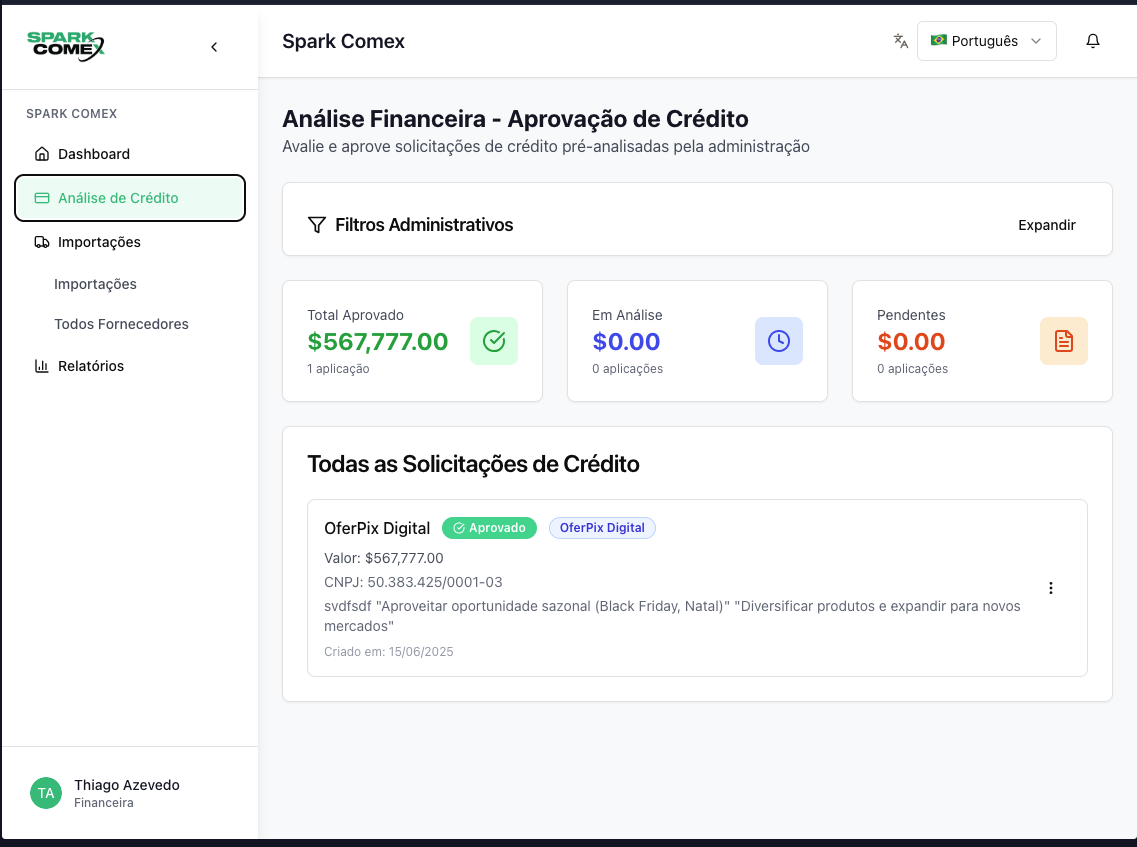 SPARK
COMEX
Spark Comex
Português
SPARK COMEX
Dashboard
Análise de Crédito
Importações
Importações
Todos Fornecedores
Relatórios
TA
Thiago Azevedo
Financeira
Análise Financeira - Aprovação de Crédito
Avalie e aprove solicitações de crédito pré-analisadas pela administração
Filtros Administrativos
Expandir
Total Aprovado
$567,777.00
1 aplicação
Em Análise
$0.00
0 aplicações
Pendentes
$0.00
0 aplicações
Todas as Solicitações de Crédito
OferPix Digital Aprovado OferPix Digital
Valor: $567,777.00
CNPJ: 50.383.425/0001-03
svdfsdf "Aproveitar oportunidade sazonal (Black Friday, Natal)" "Diversificar produtos e expandir para novos
mercados"
Criado em: 15/06/2025